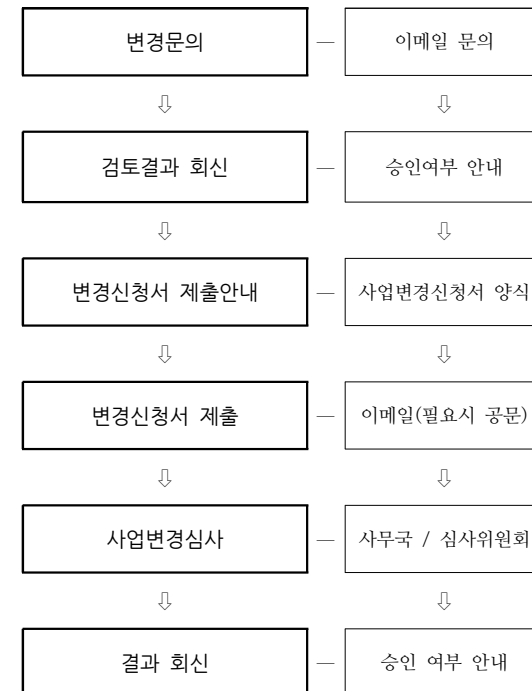 변경문의 — 이메일 문의
⇩ ⇩
검토결과 회신 — 승인여부 안내
⇩ ⇩
변경신청서 제출안내 — 사업변경신청서 양식
⇩ ⇩
변경신청서 제출 — 이메일(필요시 공문)
⇩ ⇩
사업변경심사 — 사무국 / 심사위원회
⇩ ⇩
결과 회신 — 승인 여부 안내